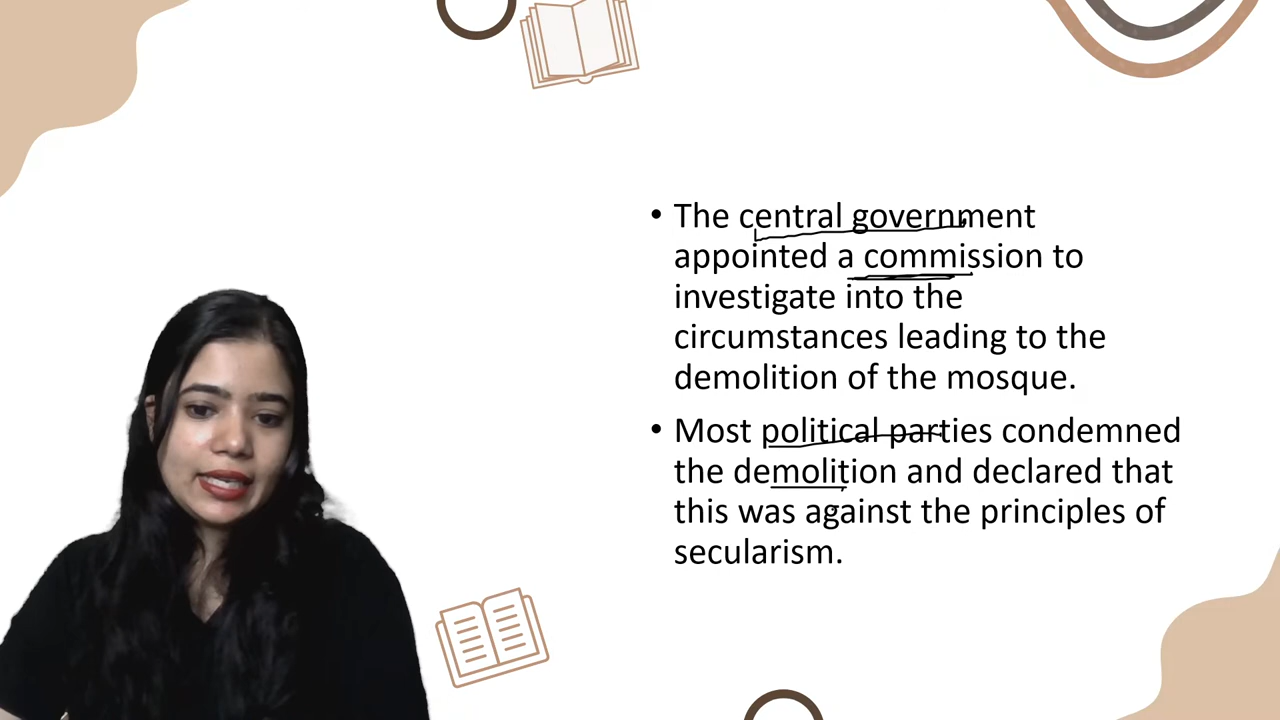 • The central government
appointed a commission to
investigate into the
circumstances leading to the
demolition of the mosque.
• Most political parties condemned
the demolition and declared that
this was against the principles of
secularism.